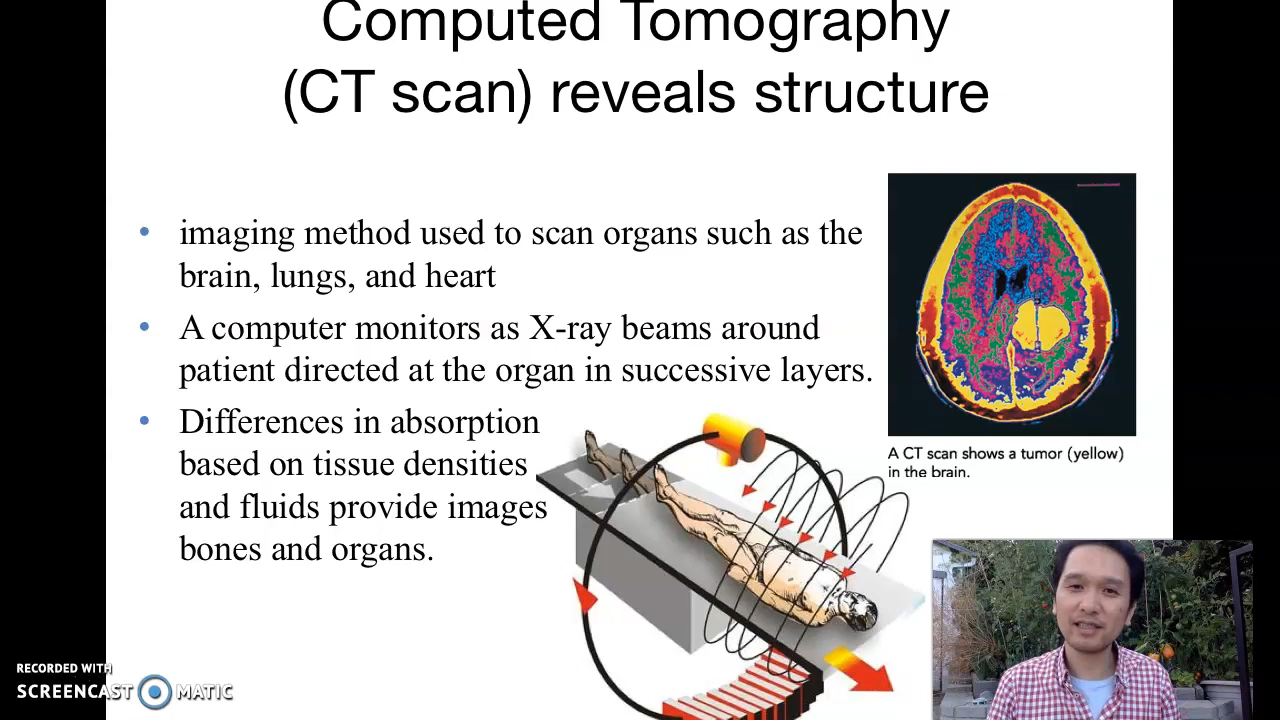 Computed Tomography
(CT scan) reveals structure
imaging method used to scan organs such as the
brain, lungs, and heart
A computer monitors as X-ray beams around
patient directed at the organ in successive layers.
Differences in absorption
based on tissue densities
and fluids provide images
bones and organs.
A CT scan shows a tumor (yellow)
in the brain.
RECORDED WITH
SCREENCAST MATIC